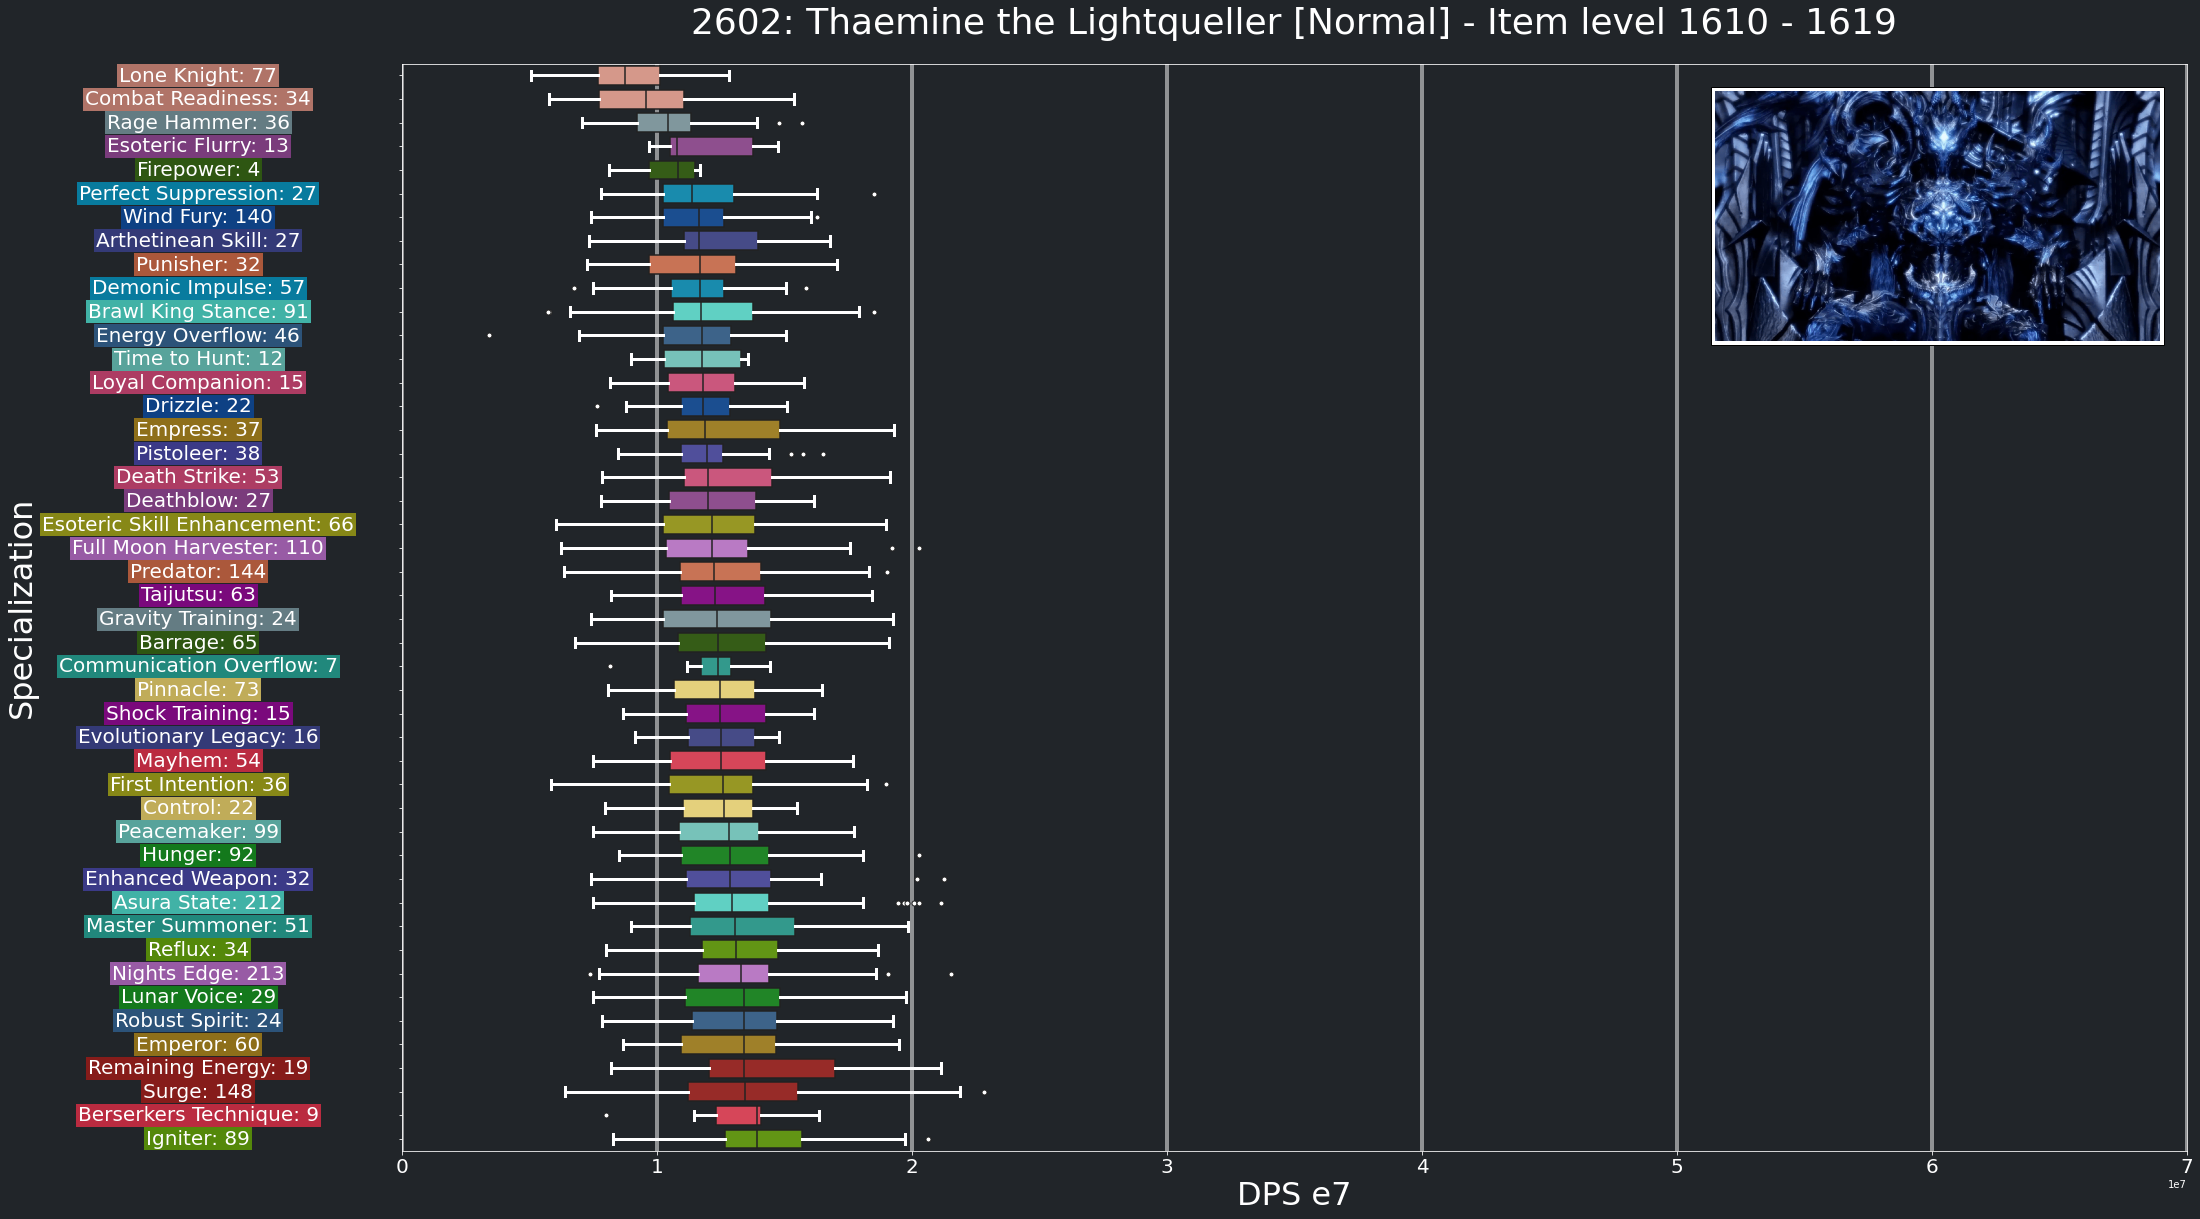 2602: Thaemine the Lightqueller [Normal] - Item level 1610 - 1619
Specialization
Lone Knight: 77
Combat Readiness: 34
Rage Hammer: 36
Esoteric Flurry: 13
Firepower: 4
Perfect Suppression: 27
Wind Fury: 140
Arthetinean Skill: 27
Punisher: 32
Demonic Impulse: 57
Brawl King Stance: 91
Energy Overflow: 46
Time to Hunt: 12
Loyal Companion: 15
Drizzle: 22
Empress: 37
Pistoleer: 38
Death Strike: 53
Deathblow: 27
Esoteric Skill Enhancement: 66
Full Moon Harvester: 110
Predator: 144
Taijutsu: 63
Gravity Training: 24
Barrage: 65
Communication Overflow: 7
Pinnacle: 73
Shock Training: 15
Evolutionary Legacy: 16
Mayhem: 54
First Intention: 36
Control: 22
Peacemaker: 99
Hunger: 92
Enhanced Weapon: 32
Asura State: 212
Master Summoner: 51
Reflux: 34
Nights Edge: 213
Lunar Voice: 29
Robust Spirit: 24
Emperor: 60
Remaining Energy: 19
Surge: 148
Berserkers Technique: 9
Igniter: 89
0 1 2 3 4 5 6 7
1e7
DPS e7